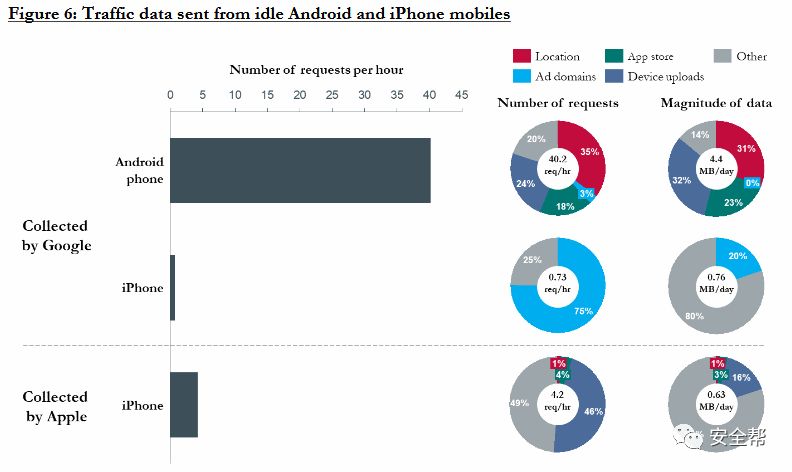 Figure 6: Traffic data sent from idle Android and iPhone mobiles
Location
App store
Other
Ad domains
Device uploads
Number of requests per hour
0
5
10
15
20
25
30
35
40
45
Number of requests
Magnitude of data
Android
phone
20%
35%
40.2
req/hr
24%
3%
18%
14%
31%
4.4
MB/day
32%
0%
23%
Collected
by Google
iPhone
25%
0.73
req/hr
75%
20%
0.76
MB/day
80%
Collected
by Apple
iPhone
1%
4%
49%
4.2
req/hr
46%
1%
3%
16%
0.63
MB/day
安全帮